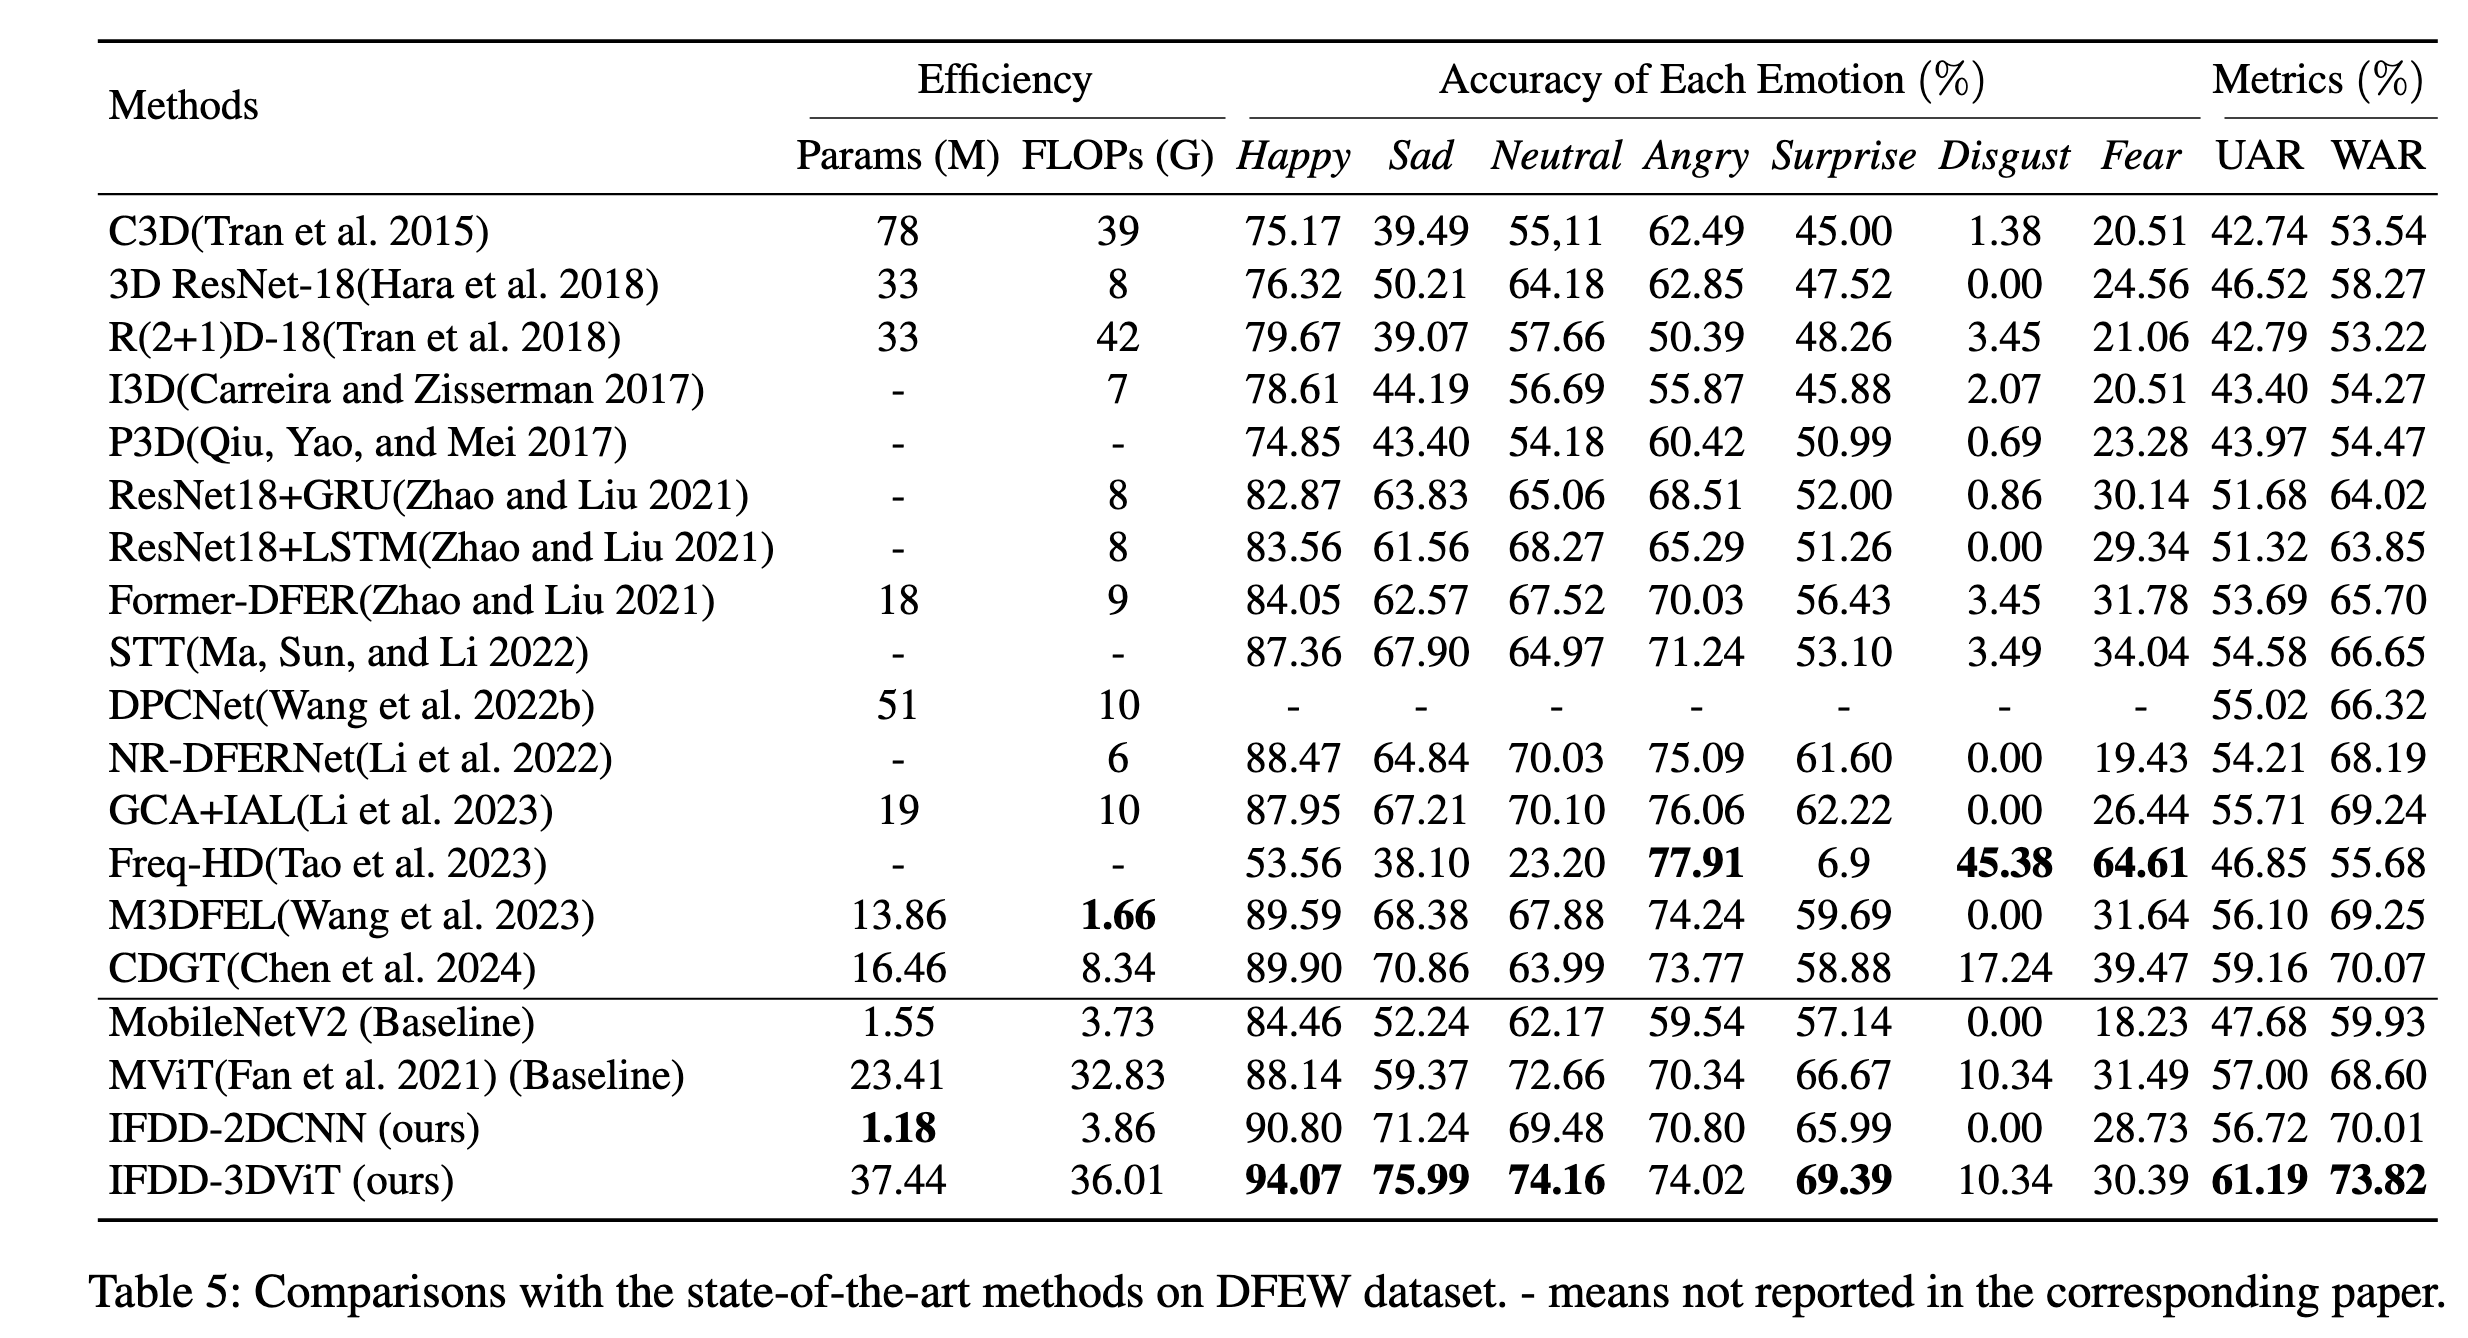 Methods Efficiency Accuracy of Each Emotion (%) Metrics (%)
Params (M) FLOPs (G) Happy Sad Neutral Angry Surprise Disgust Fear UAR WAR
C3D(Tran et al. 2015) 78 39 75.17 39.49 55,11 62.49 45.00 1.38 20.51 42.74 53.54
3D ResNet-18(Hara et al. 2018) 33 8 76.32 50.21 64.18 62.85 47.52 0.00 24.56 46.52 58.27
R(2+1)D-18(Tran et al. 2018) 33 42 79.67 39.07 57.66 50.39 48.26 3.45 21.06 42.79 53.22
I3D(Carreira and Zisserman 2017) - 7 78.61 44.19 56.69 55.87 45.88 2.07 20.51 43.40 54.27
P3D(Qiu, Yao, and Mei 2017) - - 74.85 43.40 54.18 60.42 50.99 0.69 23.28 43.97 54.47
ResNet18+GRU(Zhao and Liu 2021) - 8 82.87 63.83 65.06 68.51 52.00 0.86 30.14 51.68 64.02
ResNet18+LSTM(Zhao and Liu 2021) - 8 83.56 61.56 68.27 65.29 51.26 0.00 29.34 51.32 63.85
Former-DFER(Zhao and Liu 2021) 18 9 84.05 62.57 67.52 70.03 56.43 3.45 31.78 53.69 65.70
STT(Ma, Sun, and Li 2022) - - 87.36 67.90 64.97 71.24 53.10 3.49 34.04 54.58 66.65
DPCNet(Wang et al. 2022b) 51 10 - - - - - - - 55.02 66.32
NR-DFERNet(Li et al. 2022) - 6 88.47 64.84 70.03 75.09 61.60 0.00 19.43 54.21 68.19
GCA+IAL(Li et al. 2023) 19 10 87.95 67.21 70.10 76.06 62.22 0.00 26.44 55.71 69.24
Freq-HD(Tao et al. 2023) - - 53.56 38.10 23.20 77.91 6.9 45.38 64.61 46.85 55.68
M3DFEL(Wang et al. 2023) 13.86 1.66 89.59 68.38 67.88 74.24 59.69 0.00 31.64 56.10 69.25
CDGT(Chen et al. 2024) 16.46 8.34 89.90 70.86 63.99 73.77 58.88 17.24 39.47 59.16 70.07
MobileNetV2 (Baseline) 1.55 3.73 84.46 52.24 62.17 59.54 57.14 0.00 18.23 47.68 59.93
MViT(Fan et al. 2021) (Baseline) 23.41 32.83 88.14 59.37 72.66 70.34 66.67 10.34 31.49 57.00 68.60
IFDD-2DCNN (ours) 1.18 3.86 90.80 71.24 69.48 70.80 65.99 0.00 28.73 56.72 70.01
IFDD-3DViT (ours) 37.44 36.01 94.07 75.99 74.16 74.02 69.39 10.34 30.39 61.19 73.82
Table 5: Comparisons with the state-of-the-art methods on DFEW dataset. - means not reported in the corresponding paper.